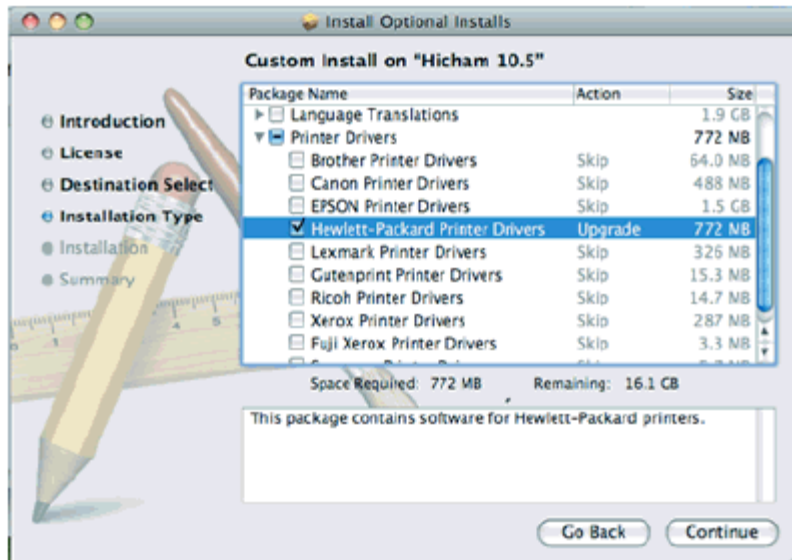 Install Optional Installs
Custom Install on "Hicham 10.5"
Introduction
License
Destination Select
Installation Type
Installation
Summary
Package Name Action Size
Language Translations 1.9 GB
Printer Drivers 772 MB
Brother Printer Drivers Skip 64.0 MB
Canon Printer Drivers Skip 488 MB
EPSON Printer Drivers Skip 1.5 GB
Hewlett-Packard Printer Drivers Upgrade 772 MB
Lexmark Printer Drivers Skip 326 MB
Gutenprint Printer Drivers Skip 15.3 MB
Ricoh Printer Drivers Skip 14.7 MB
Xerox Printer Drivers Skip 287 MB
Fuji Xerox Printer Drivers Skip 3.3 MB
Space Required: 772 MB Remaining: 16.1 GB
This package contains software for Hewlett-Packard printers.
Go Back Continue